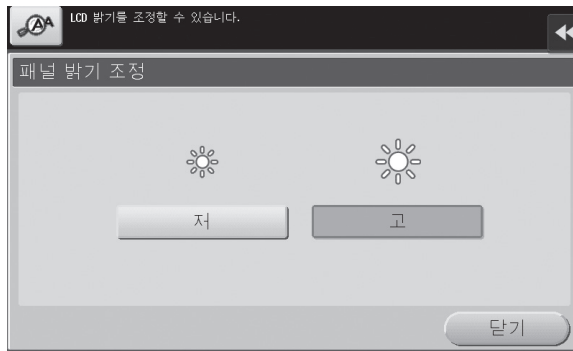 AA
LCD 밝기를 조정할 수 있습니다.
패널 밝기 조정
저
고
닫기